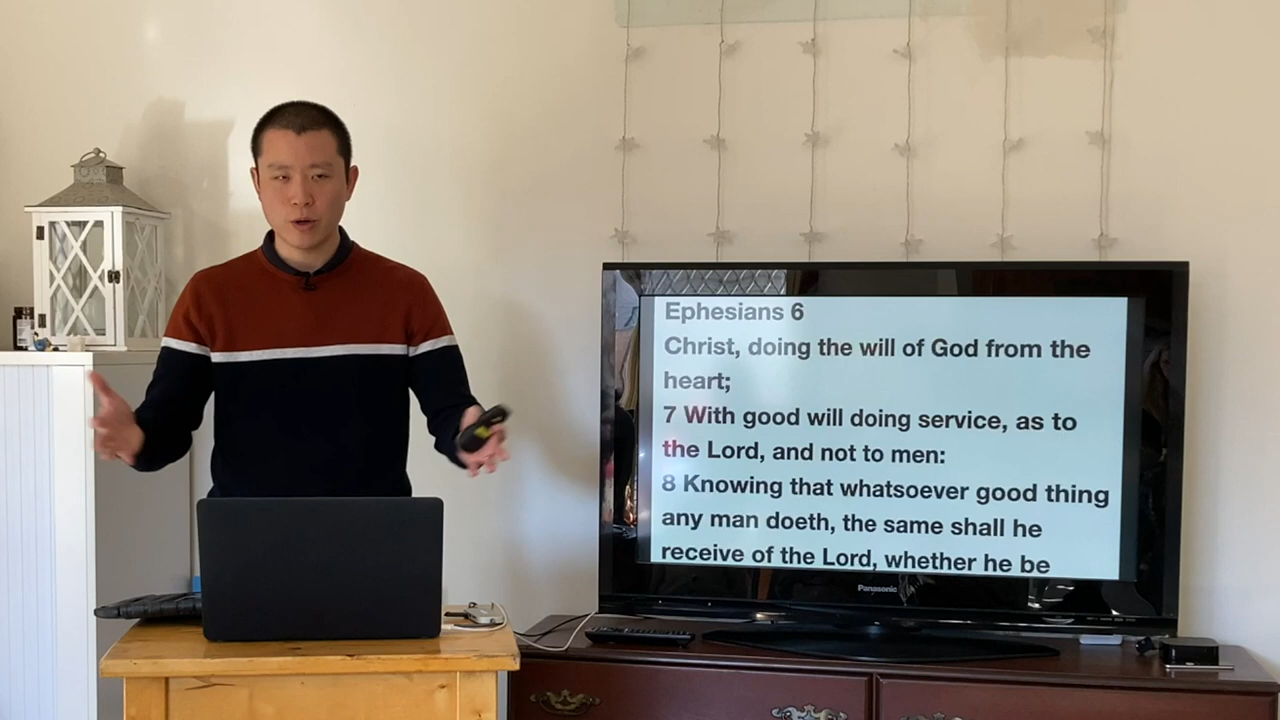 Ephesians 6
Christ, doing the will of God from the
heart;
7 With good will doing service, as to
the Lord, and not to men:
8 Knowing that whatsoever good thing
any man doeth, the same shall he
receive of the Lord, whether he be
Panasonic